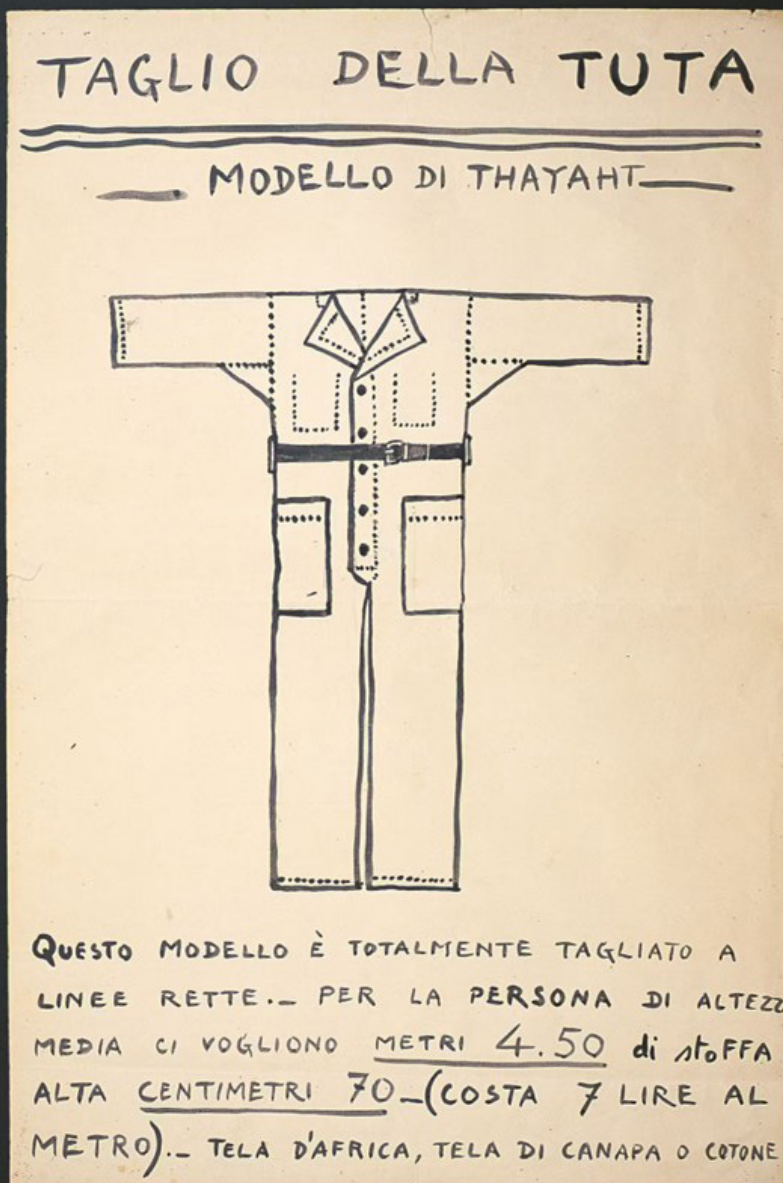 TAGLIO DELLA TUTA
MODELLO DI THAYAHT
QUESTO MODELLO È TOTALMENTE TAGLIATO A
LINEE RETTE._ PER LA PERSONA DI ALTEZZ
MEDIA CI VOGLIONO METRI 4.50 di stoFFA
ALTA CENTIMETRI 70_(COSTA 7 LIRE AL
METRO)._ TELA D'AFRICA, TELA DI CANAPA O COTONE